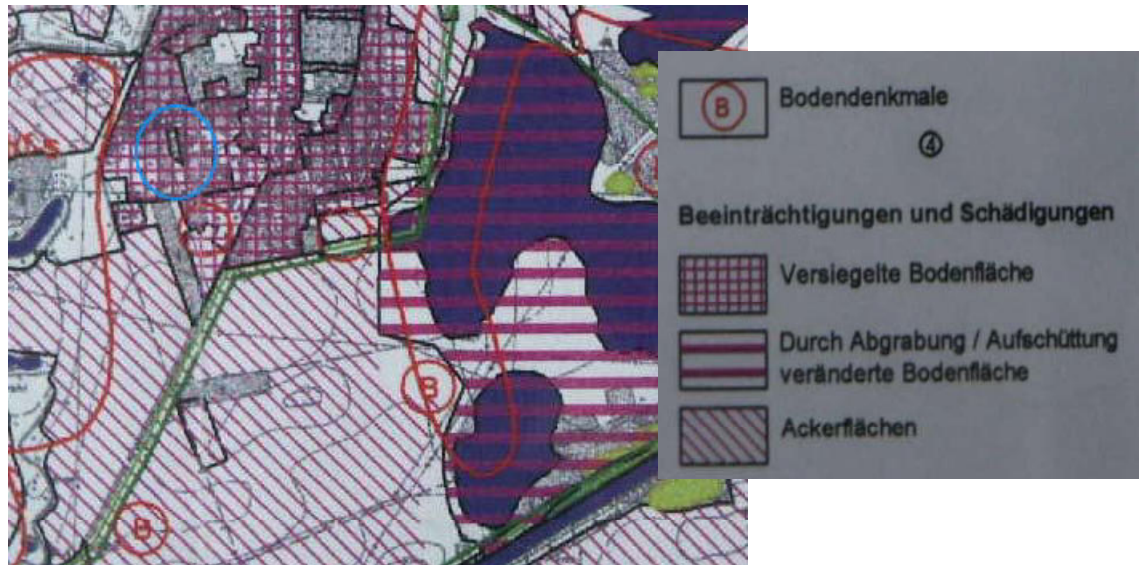 B
B
B
Bodendenkmale
4
Beeinträchtigungen und Schädigungen
Versiegelte Bodenfläche
Durch Abgrabung / Aufschüttung
veränderte Bodenfläche
Ackerflächen